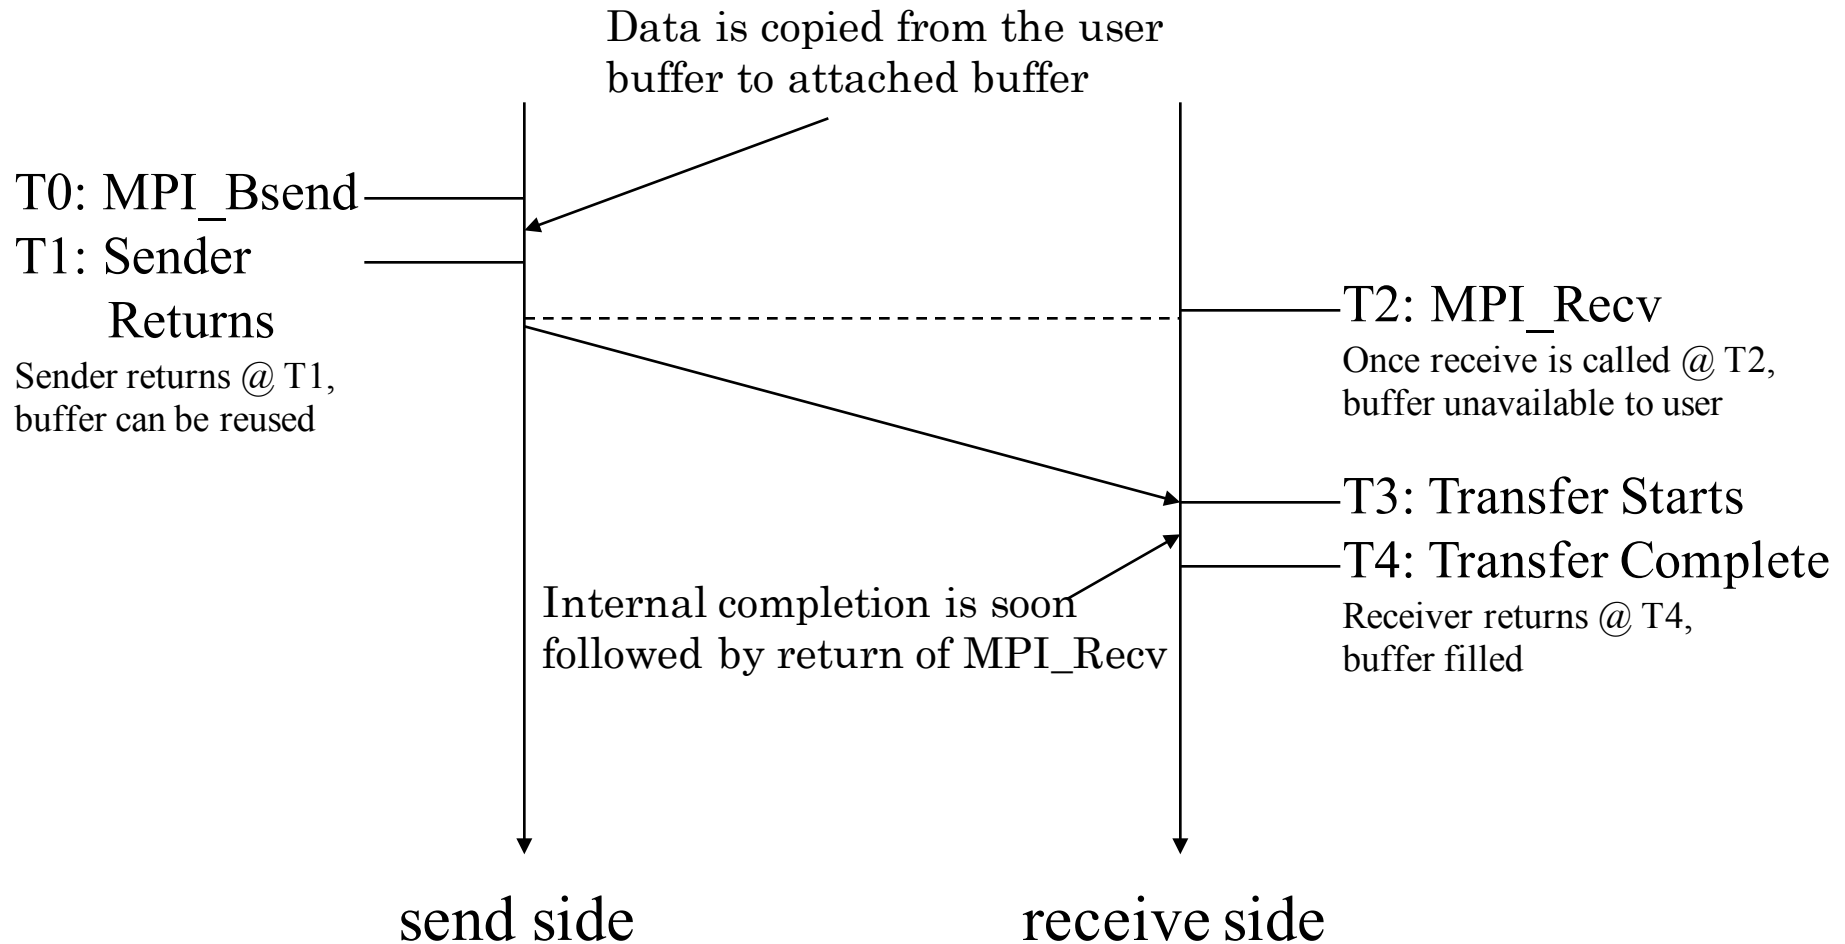 Data is copied from the user
buffer to attached buffer
T0: MPI_Bsend
T1: Sender
Returns
Sender returns @ T1,
buffer can be reused
T2: MPI_Recv
Once receive is called @ T2,
buffer unavailable to user
T3: Transfer Starts
T4: Transfer Complete
Receiver returns @ T4,
buffer filled
Internal completion is soon
followed by return of MPI_Recv
send side
receive side